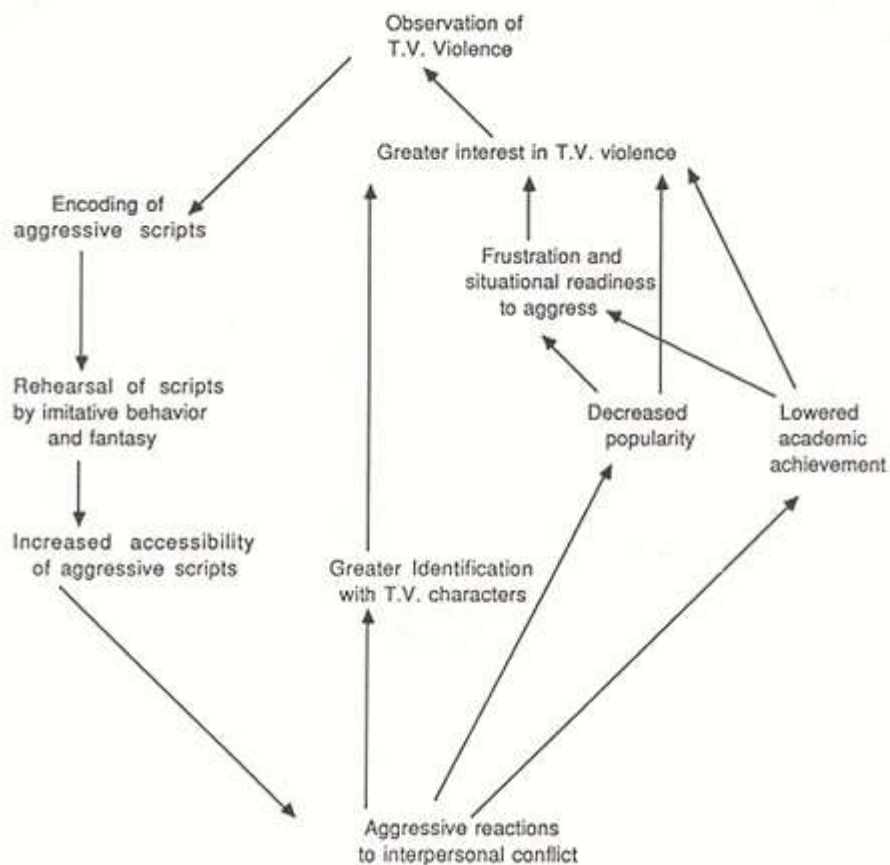 Observation of
T.V. Violence
Greater interest in T.V. violence
Encoding of
aggressive scripts
Frustration and
situational readiness
to aggress
Rehearsal of scripts
by imitative behavior
and fantasy
Decreased
popularity
Lowered
academic
achievement
Increased accessibility
of aggressive scripts
Greater Identification
with T.V. characters
Aggressive reactions
to interpersonal conflict